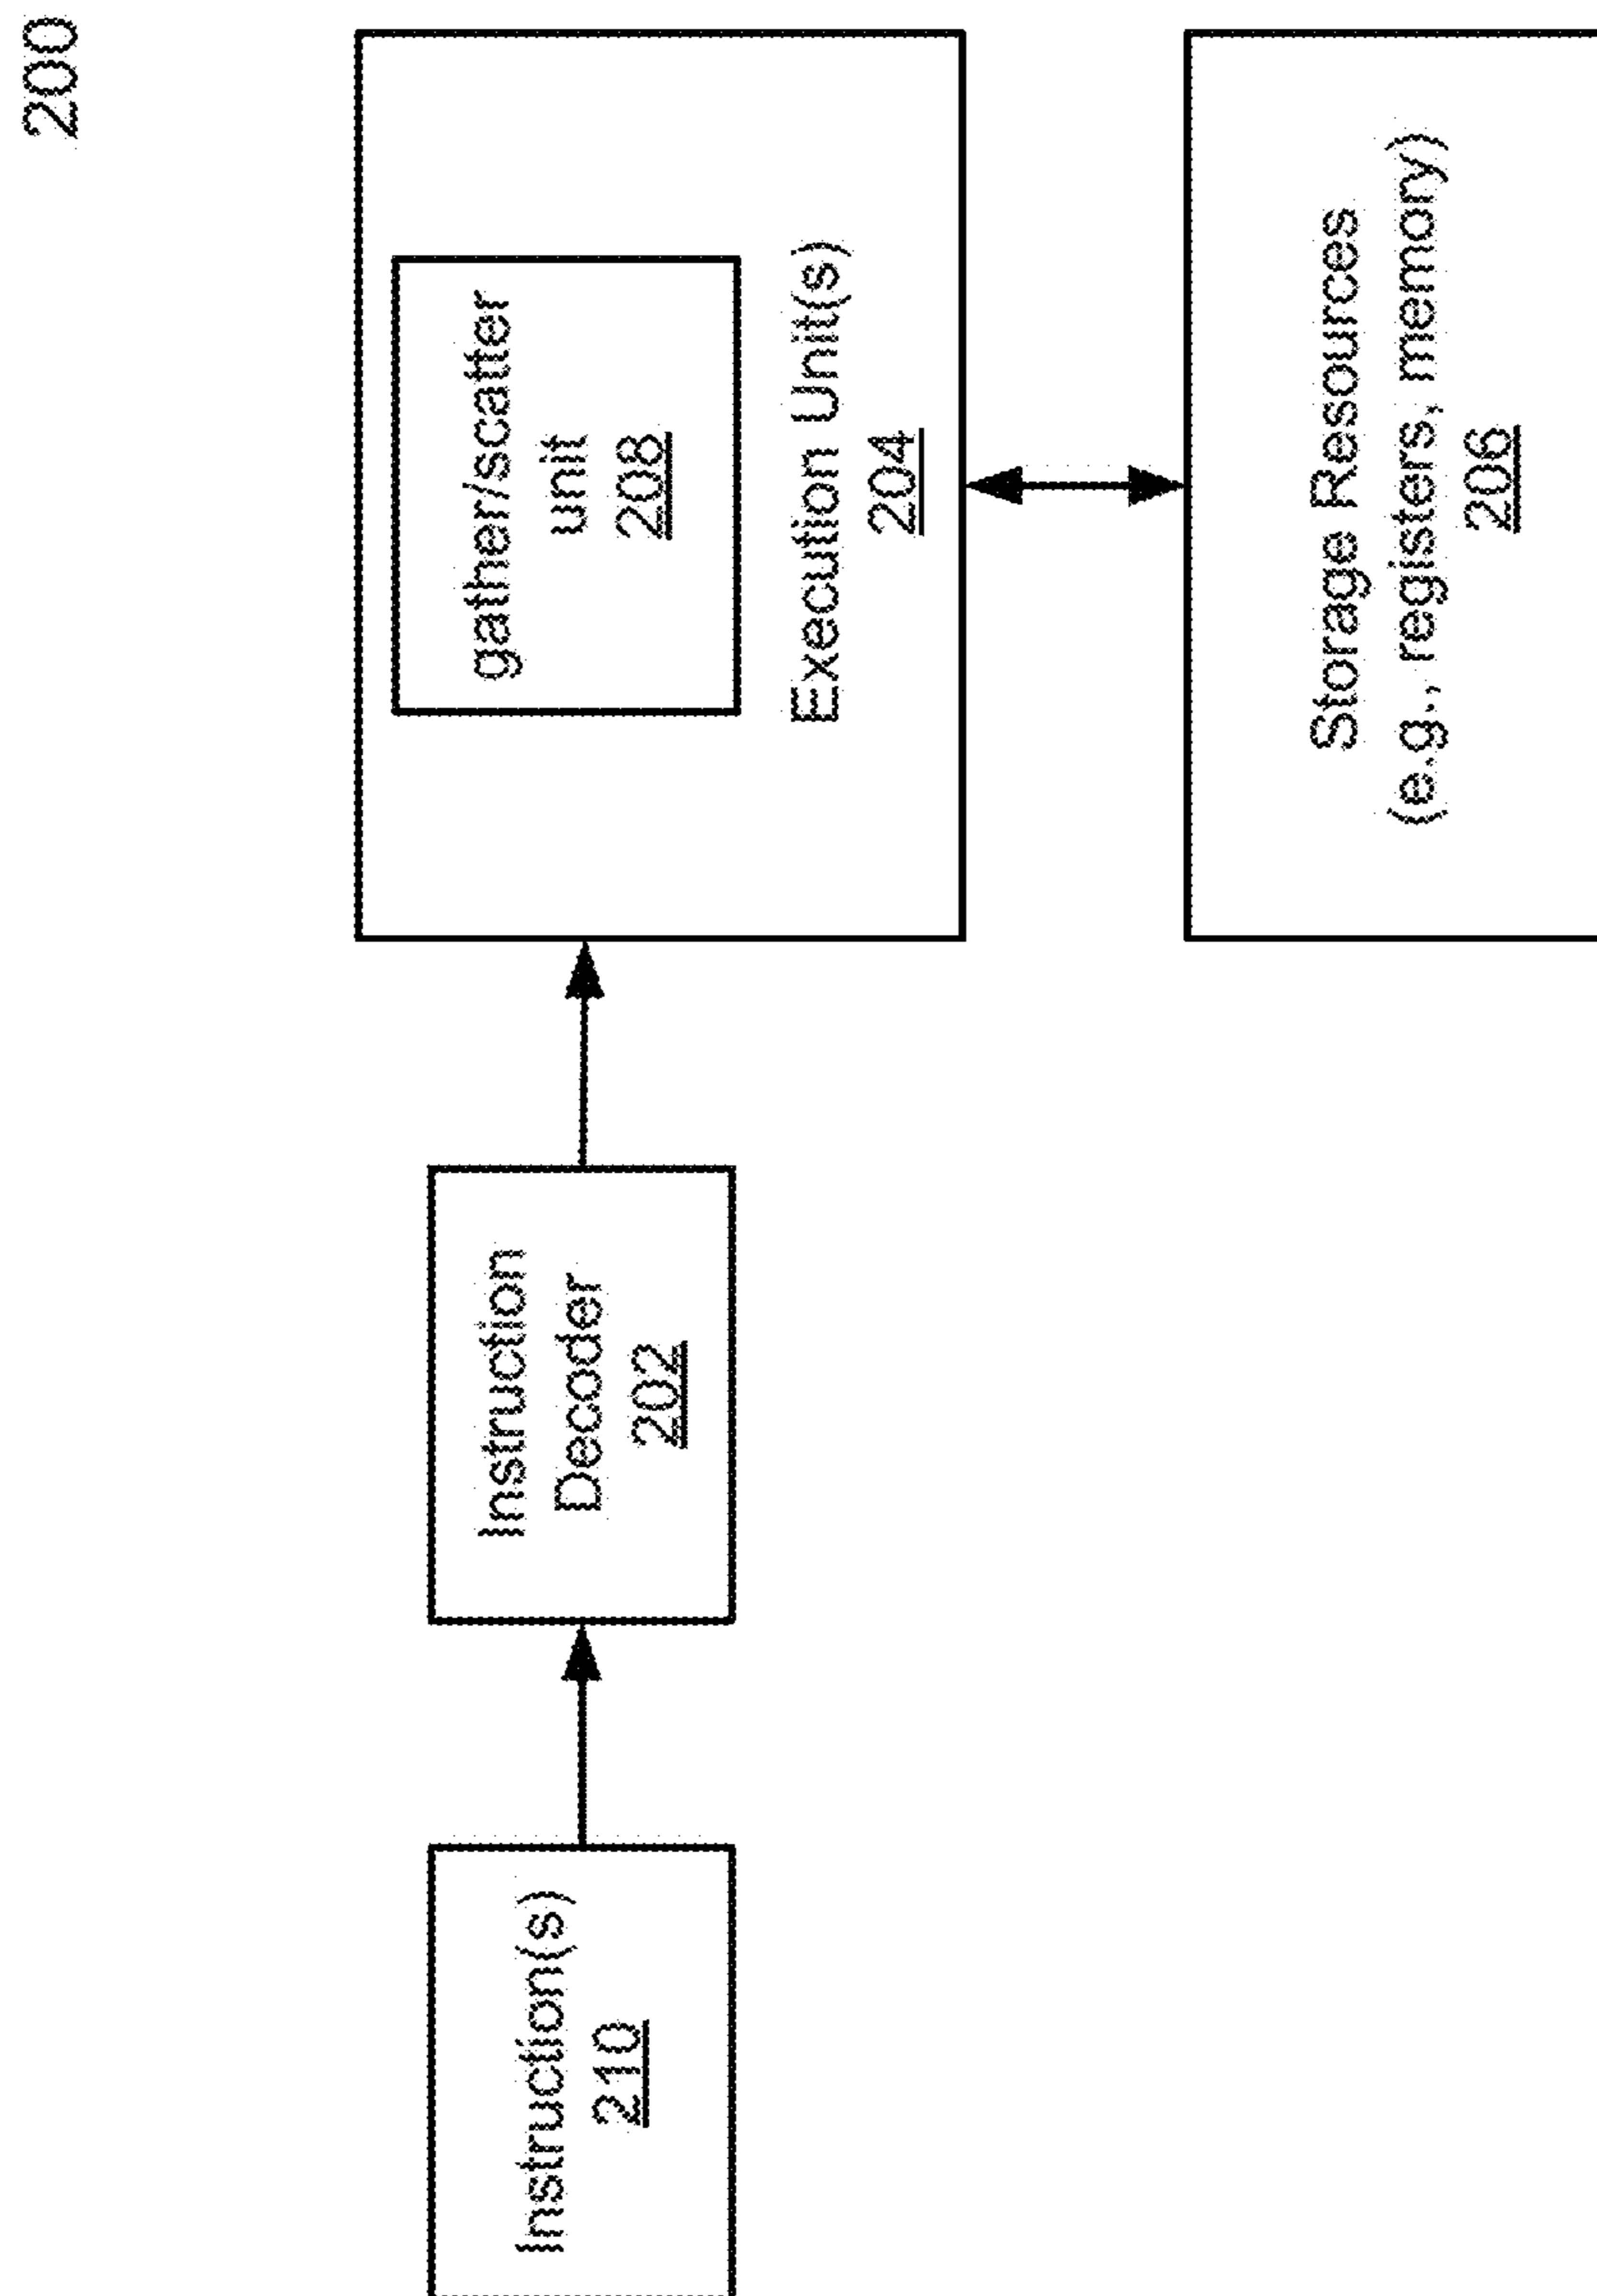 200
Instruction(s)
210
Instruction
Decoder
202
gather/scatter
unit
208
Execution Unit(s)
204
Storage Resources
(e.g., registers, memory)
206